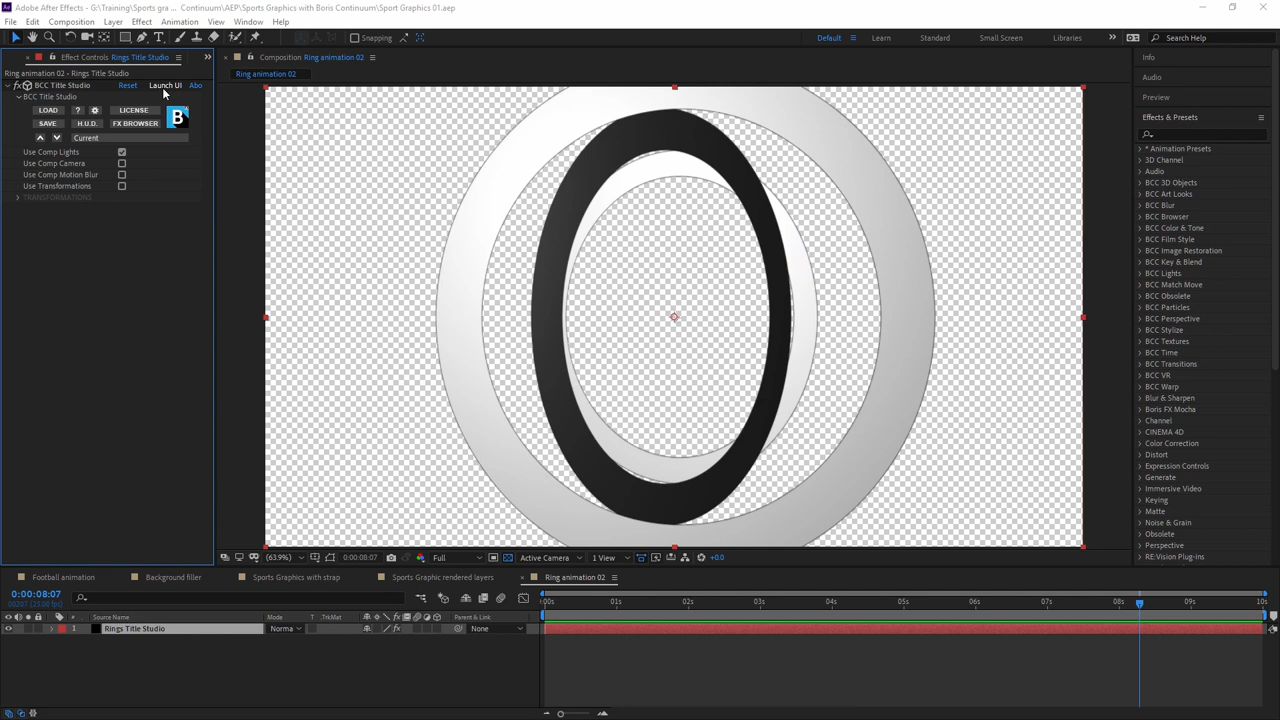 Adobe After Effects - G:\Training\Sports gra ... Continuum\AEP\Sports Graphics with Boris Continuum\Sport Graphics 01.aep
File Edit Composition Layer Effect Animation View Window Help
Snapping Default Learn Standard Small Screen Libraries Search Help
Effect Controls Rings Title Studio
Composition Ring animation 02
Ring animation 02 - Rings Title Studio
Ring animation 02
fx BCC Title Studio Reset Launch UI Abo
BCC Title Studio
LOAD ? LICENSE
SAVE H.U.D. FX BROWSER B
Current
Use Comp Lights
Use Comp Camera
Use Comp Motion Blur
Use Transformations
TRANSFORMATIONS
Info
Audio
Preview
Effects & Presets
* Animation Presets
3D Channel
Audio
BCC 3D Objects
BCC Art Looks
BCC Blur
BCC Browser
BCC Color & Tone
BCC Film Style
BCC Image Restoration
BCC Key & Blend
BCC Lights
BCC Match Move
BCC Obsolete
BCC Particles
BCC Perspective
BCC Stylize
BCC Textures
BCC Time
BCC Transitions
BCC VR
BCC Warp
Blur & Sharpen
Boris FX Mocha
Channel
CINEMA 4D
Color Correction
Distort
Expression Controls
Generate
Immersive Video
Keying
Matte
Noise & Grain
Obsolete
Perspective
RE:Vision Plug-ins
(63.9%) 0:00:08:07 Full Active Camera 1 View +0.0
Football animation Background filler Sports Graphics with strap Sports Graphic rendered layers Ring animation 02
0:00:08:07
00207 (25.00 fps)
:00s 01s 02s 03s 04s 05s 06s 07s 08s 09s 10s
# Source Name Mode T .TrkMat Parent & Link
1 Rings Title Studio Norma None